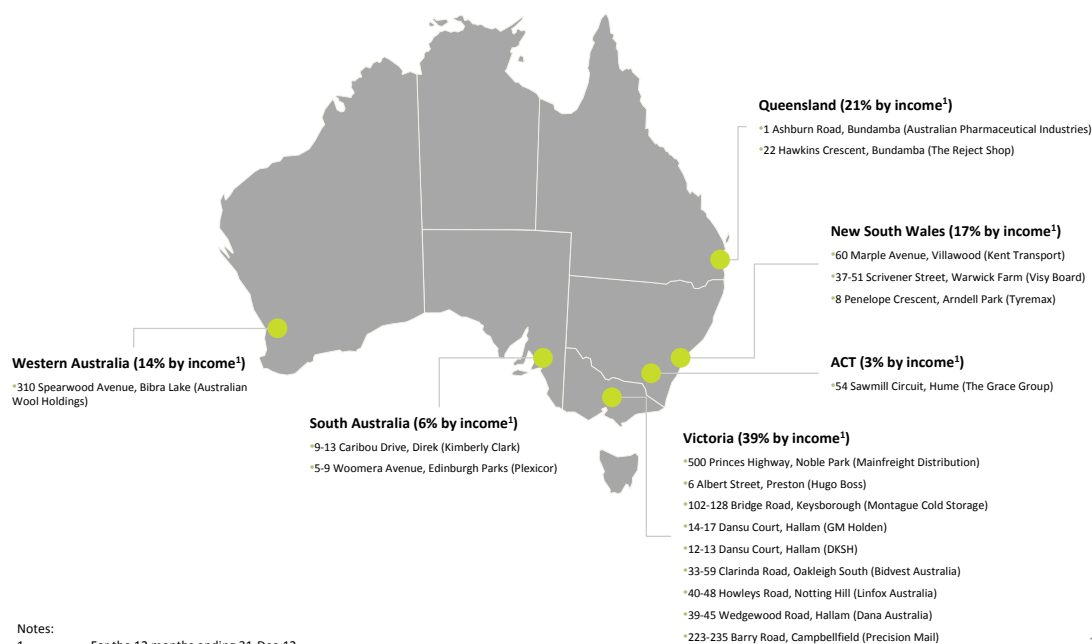 Queensland (21% by income¹)
•1 Ashburn Road, Bundamba (Australian Pharmaceutical Industries)
•22 Hawkins Crescent, Bundamba (The Reject Shop)
New South Wales (17% by income¹)
•60 Marple Avenue, Villawood (Kent Transport)
•37-51 Scrivener Street, Warwick Farm (Visy Board)
•8 Penelope Crescent, Arndell Park (Tyremax)
Western Australia (14% by income¹)
•310 Spearwood Avenue, Bibra Lake (Australian
Wool Holdings)
ACT (3% by income¹)
•54 Sawmill Circuit, Hume (The Grace Group)
South Australia (6% by income¹)
•9-13 Caribou Drive, Direk (Kimberly Clark)
•5-9 Woomera Avenue, Edinburgh Parks (Plexicor)
Victoria (39% by income¹)
•500 Princes Highway, Noble Park (Mainfreight Distribution)
•6 Albert Street, Preston (Hugo Boss)
•102-128 Bridge Road, Keysborough (Montague Cold Storage)
•14-17 Dansu Court, Hallam (GM Holden)
•12-13 Dansu Court, Hallam (DKSH)
•33-59 Clarinda Road, Oakleigh South (Bidvest Australia)
•40-48 Howleys Road, Notting Hill (Linfox Australia)
•39-45 Wedgewood Road, Hallam (Dana Australia)
•223-235 Barry Road, Campbellfield (Precision Mail)
Notes: